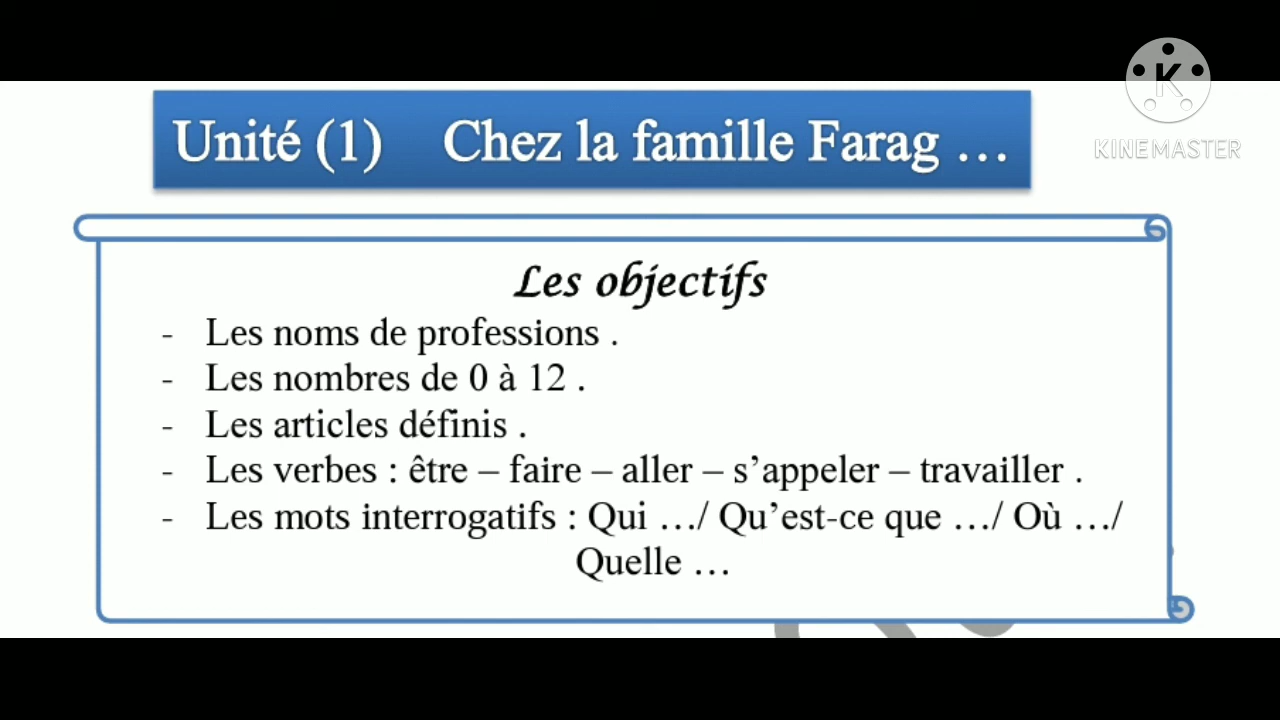 Unité (1) Chez la famille Farag …
KINEMASTER
Les objectifs
- Les noms de professions .
- Les nombres de 0 à 12 .
- Les articles définis .
- Les verbes : être – faire – aller – s’appeler – travailler .
- Les mots interrogatifs : Qui …/ Qu’est-ce que …/ Où …/
Quelle …